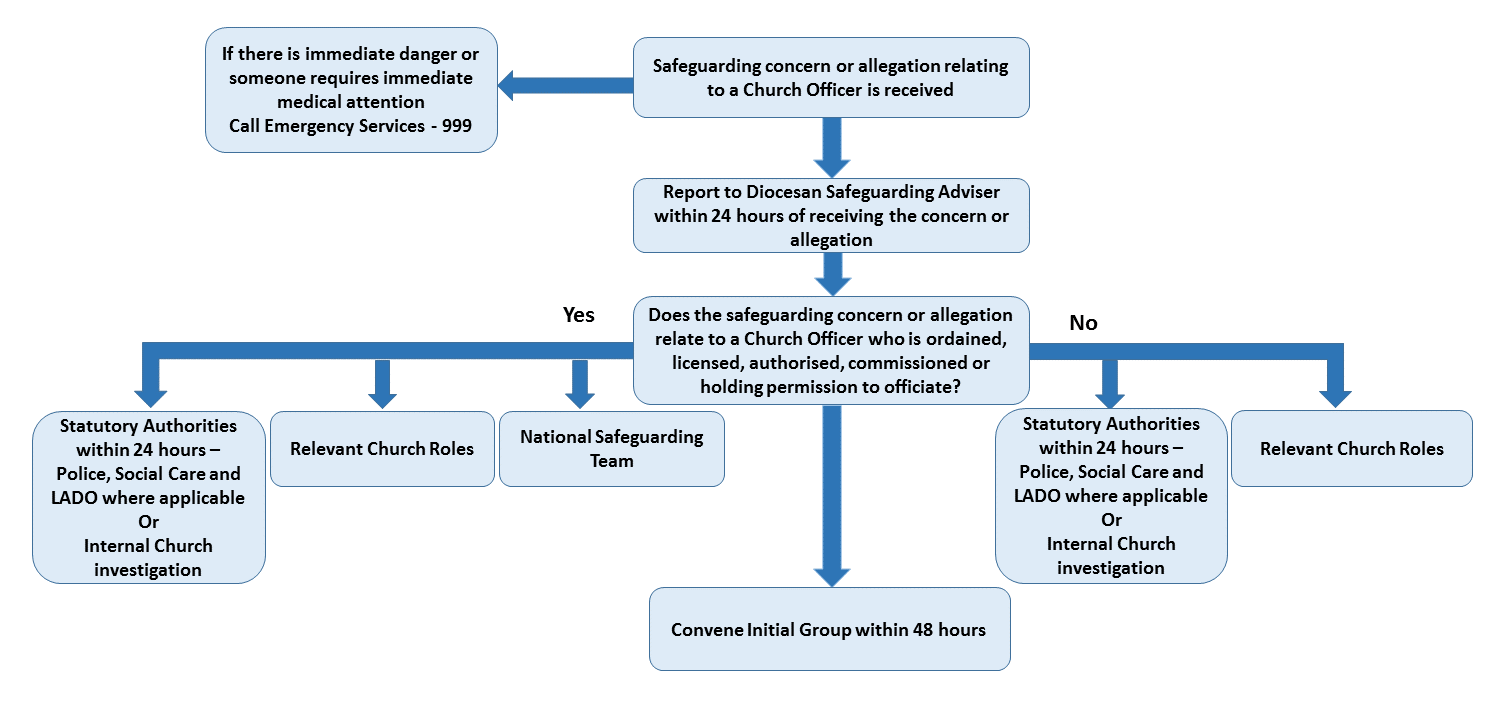 If there is immediate danger or
someone requires immediate
medical attention
Call Emergency Services - 999
Safeguarding concern or allegation relating
to a Church Officer is received
Report to Diocesan Safeguarding Adviser
within 24 hours of receiving the concern or
allegation
Does the safeguarding concern or allegation
relate to a Church Officer who is ordained,
licensed, authorised, commissioned or
holding permission to officiate?
Yes
No
Statutory Authorities
within 24 hours –
Police, Social Care and
LADO where applicable
Or
Internal Church
investigation
Relevant Church Roles
National Safeguarding
Team
Statutory Authorities
within 24 hours –
Police, Social Care and
LADO where applicable
Or
Internal Church
investigation
Relevant Church Roles
Convene Initial Group within 48 hours